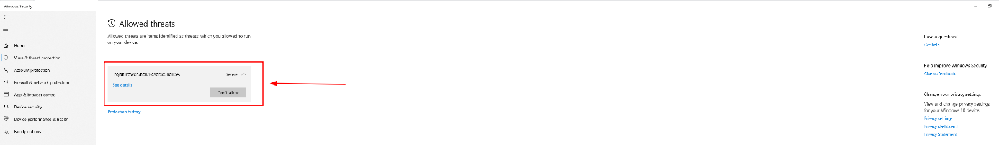 Windows Security
Home
Virus & threat protection
Account protection
Firewall & network protection
App & browser control
Device security
Device performance & health
Family options
Allowed threats
Allowed threats are items identified as threats, which you allowed to run
on your device.
Trojan:PowerShell/ReverseShell.SA
Severe
See details
Don't allow
Protection history
Have a question?
Get help
Help improve Windows Security
Give us feedback
Change your privacy settings
View and change privacy settings
for your Windows 10 device.
Privacy settings
Privacy dashboard
Privacy Statement